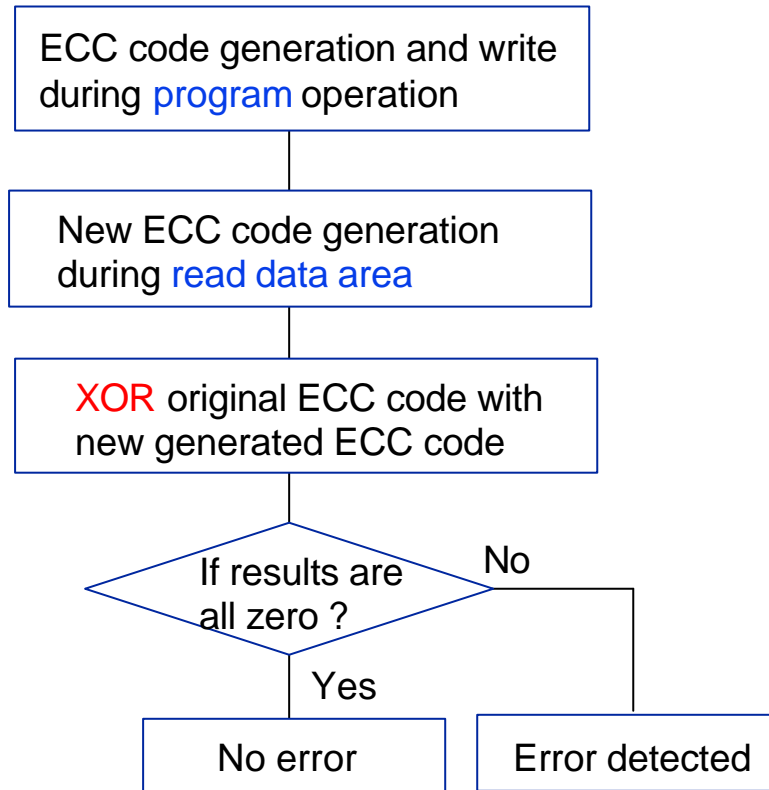 ECC code generation and write
during program operation
New ECC code generation
during read data area
XOR original ECC code with
new generated ECC code
If results are
all zero ?
No
Yes
No error
Error detected